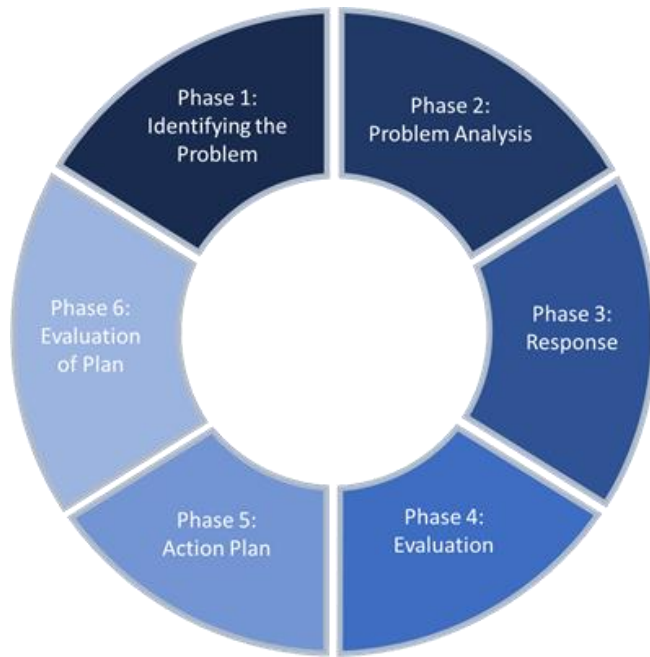 Phase 1:
Identifying the
Problem
Phase 2:
Problem Analysis
Phase 3:
Response
Phase 4:
Evaluation
Phase 5:
Action Plan
Phase 6:
Evaluation
of Plan